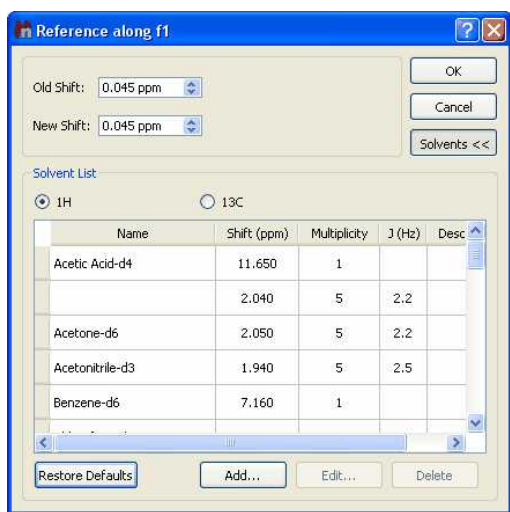 Reference along f1
Old Shift: 0.045 ppm
New Shift: 0.045 ppm
OK
Cancel
Solvents <<
Solvent List
1H 13C
Name Shift (ppm) Multiplicity J (Hz) Desc
Acetic Acid-d4 11.650 1
2.040 5 2.2
Acetone-d6 2.050 5 2.2
Acetonitrile-d3 1.940 5 2.5
Benzene-d6 7.160 1
Restore Defaults Add... Edit... Delete